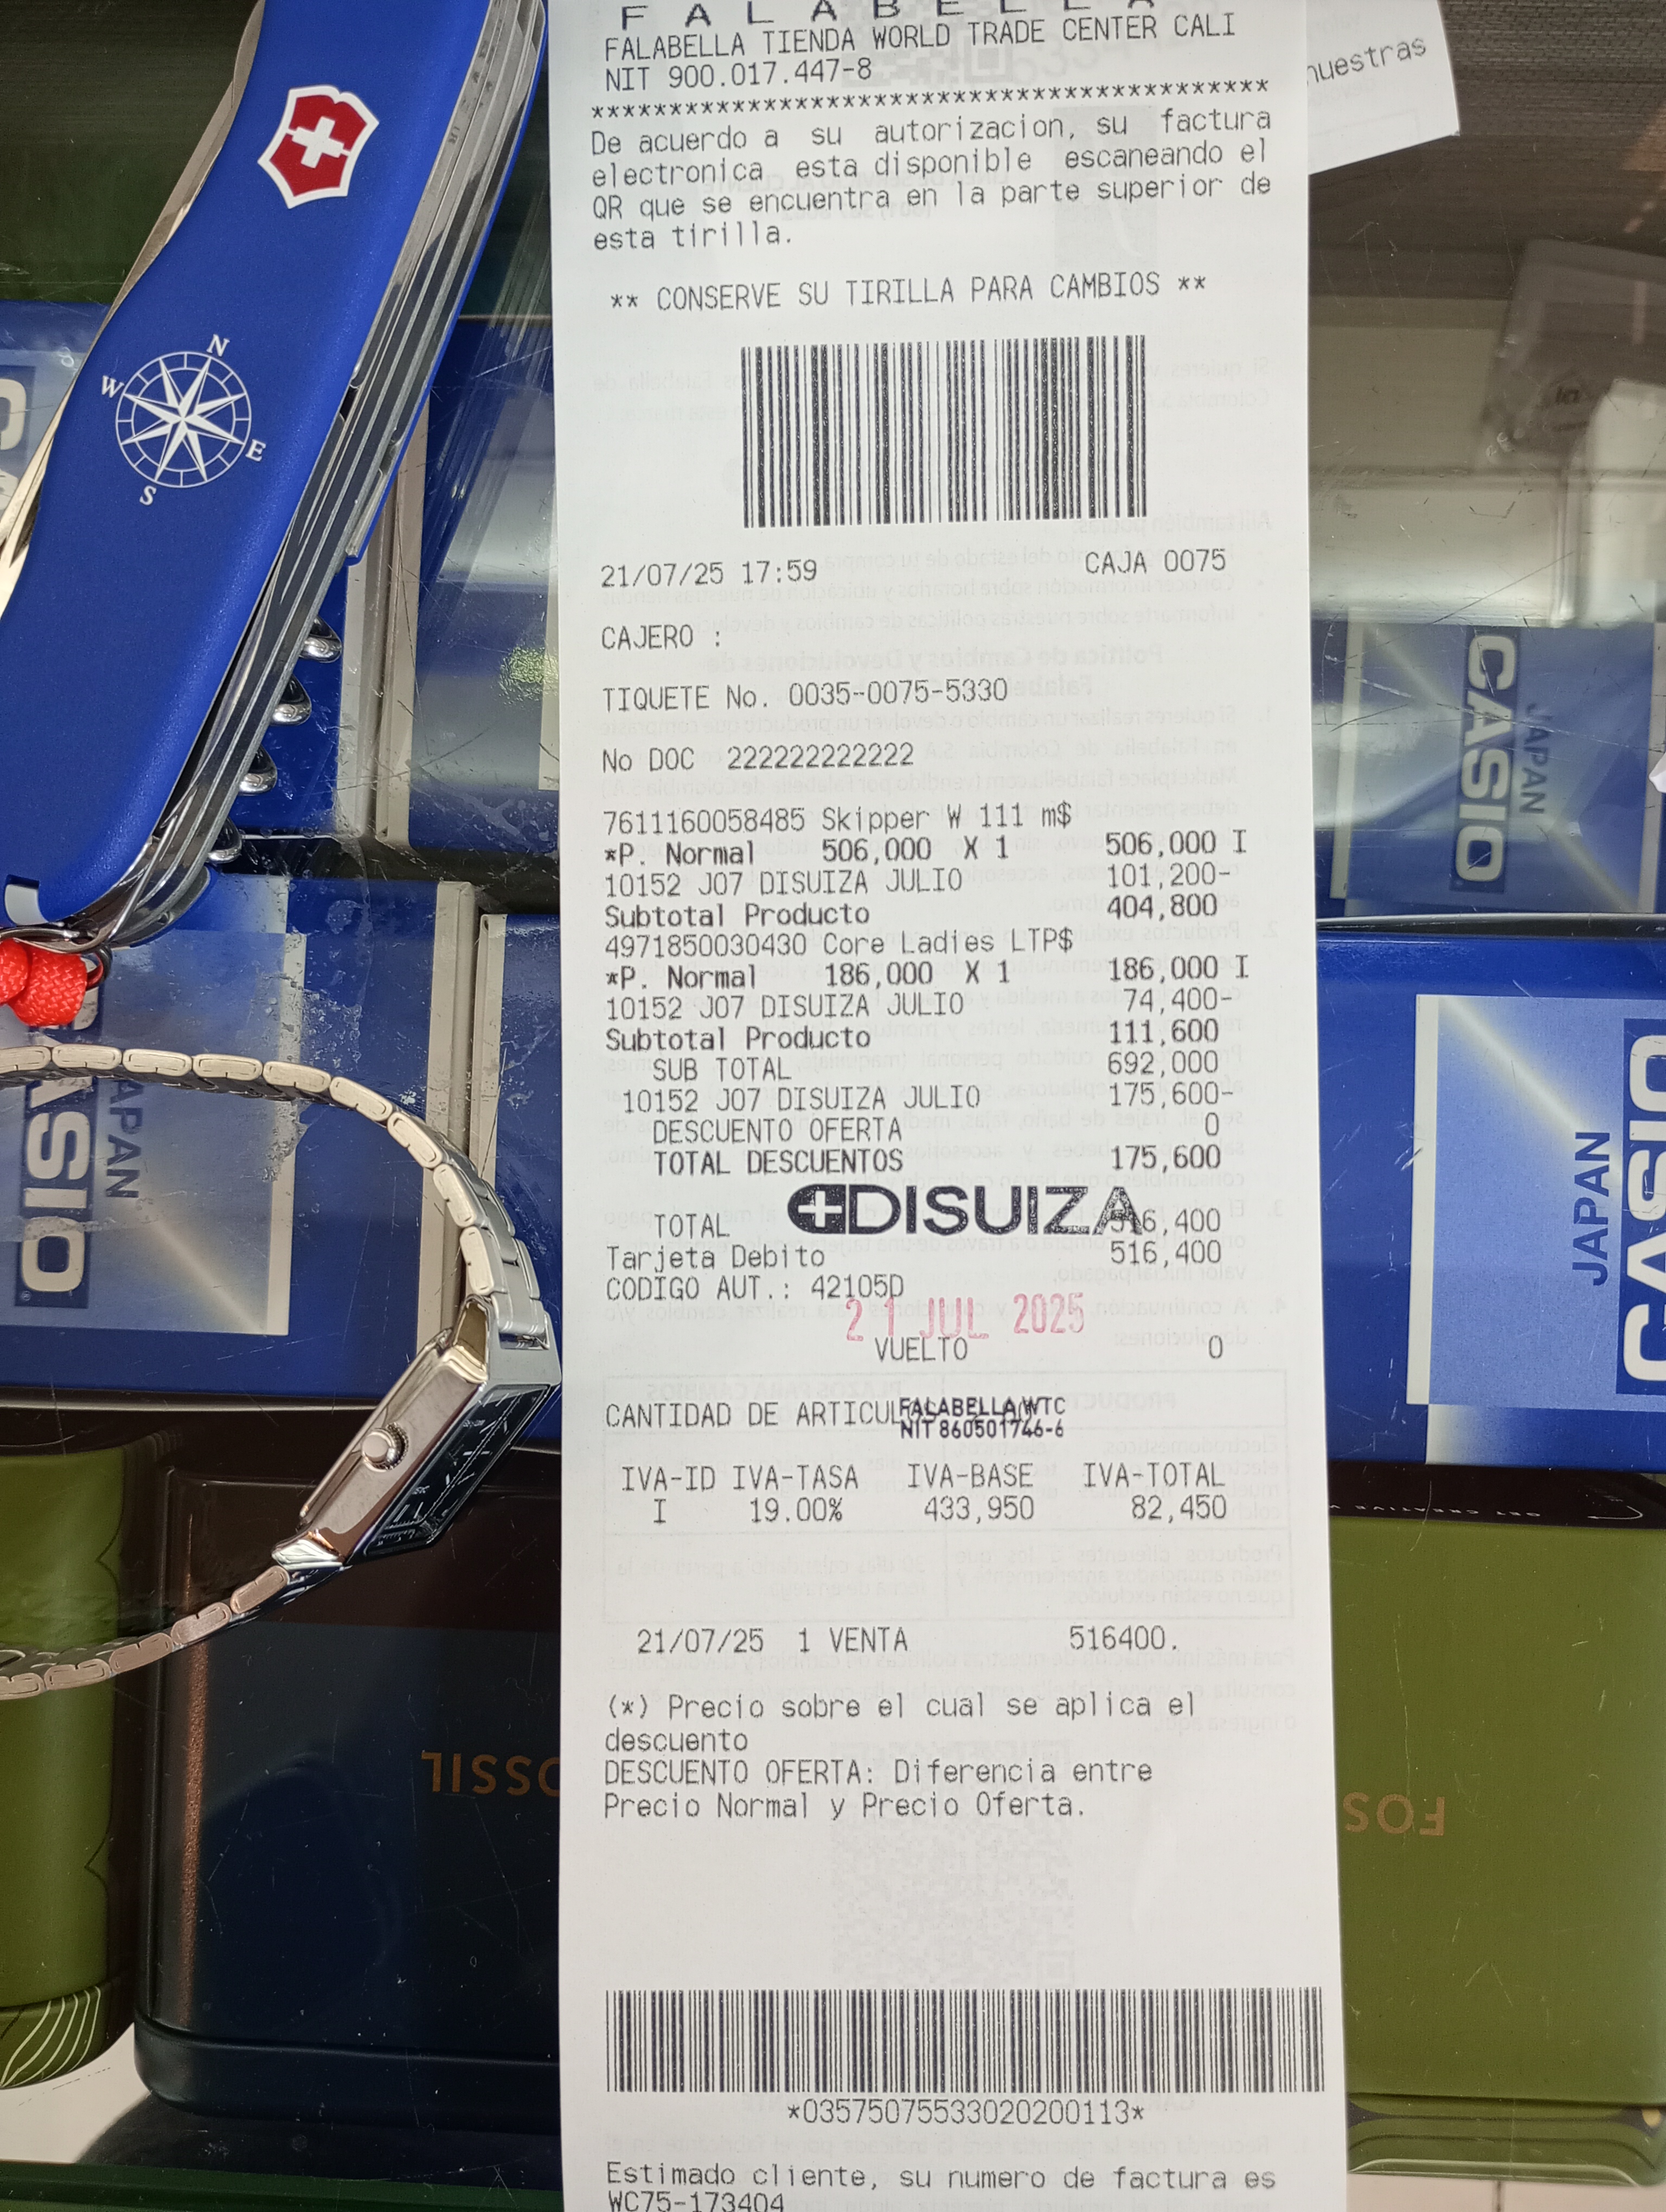 FALABELLA
FALABELLA TIENDA WORLD TRADE CENTER CALI
NIT 900.017.447-8
*******************************************
De acuerdo a su autorizacion, su factura
electronica esta disponible escaneando el
QR que se encuentra en la parte superior de
esta tirilla.
** CONSERVE SU TIRILLA PARA CAMBIOS **
21/07/25 17:59 CAJA 0075
CAJERO :
TIQUETE No. 0035-0075-5330
No DOC 222222222222
7611160058485 Skipper W 111 m$
*P. Normal 506,000 X 1 506,000 I
10152 J07 DISUIZA JULIO 101,200-
Subtotal Producto 404,800
4971850030430 Core Ladies LTP$
*P. Normal 186,000 X 1 186,000 I
10152 J07 DISUIZA JULIO 74,400-
Subtotal Producto 111,600
SUB TOTAL 692,000
10152 J07 DISUIZA JULIO 175,600-
DESCUENTO OFERTA 0
TOTAL DESCUENTOS 175,600
DISUIZA
TOTAL 516,400
Tarjeta Debito 516,400
CODIGO AUT.: 42105D
21 JUL 2025
VUELTO 0
CANTIDAD DE
FALABELLA WTC
NIT 860501746-6
IVA-ID IVA-TASA IVA-BASE IVA-TOTAL
I 19.00% 433,950 82,450
21/07/25 1 VENTA 516400.
(*) Precio sobre el cual se aplica el
descuento
DESCUENTO OFERTA: Diferencia entre
Precio Normal y Precio Oferta.
*03575075533020200113*
Estimado cliente, su numero de factura es
WC75-173404
nuestras
N
W
E
S
CASIO
JAPAN
CASIO
JAPAN
CASIO
JAPAN
FOSSIL
FOS